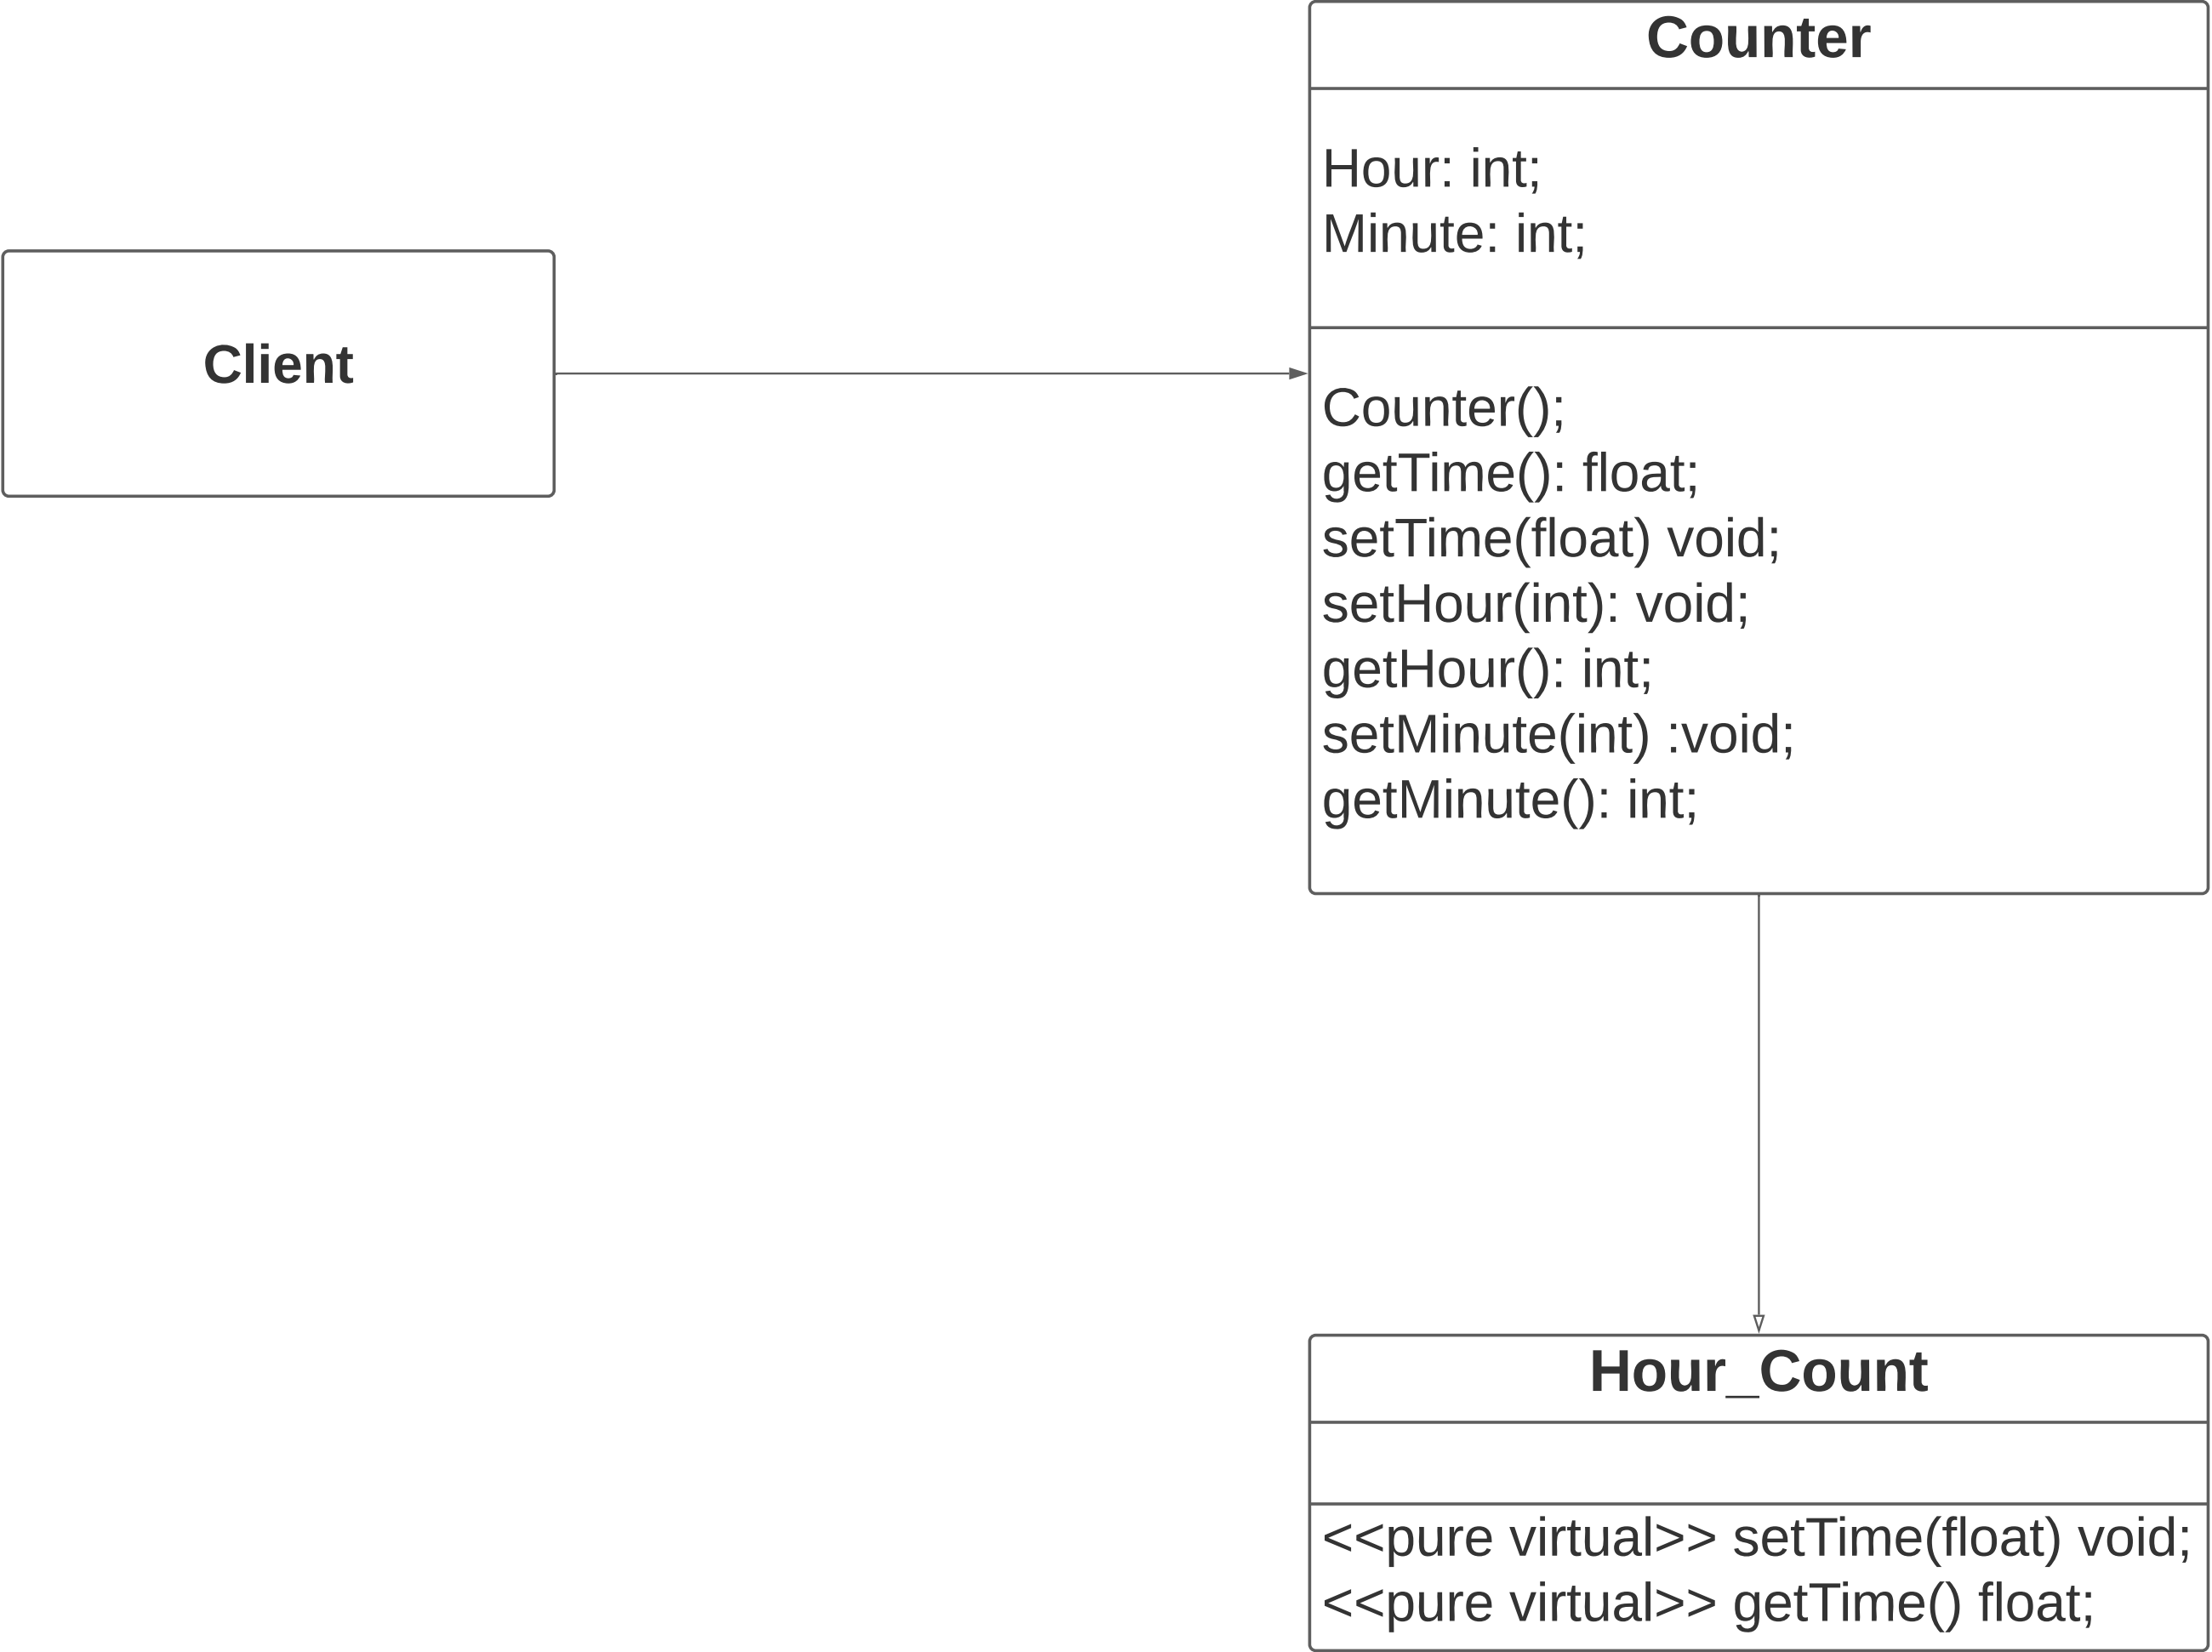 Counter
Hour: int;
Minute: int;
Client
Counter();
getTime(): float;
setTime(float) void;
setHour(int): void;
getHour(): int;
setMinute(int) :void;
getMinute(): int;
Hour_Count
<<pure virtual>> setTime(float) void;
<<pure virtual>> getTime() float;